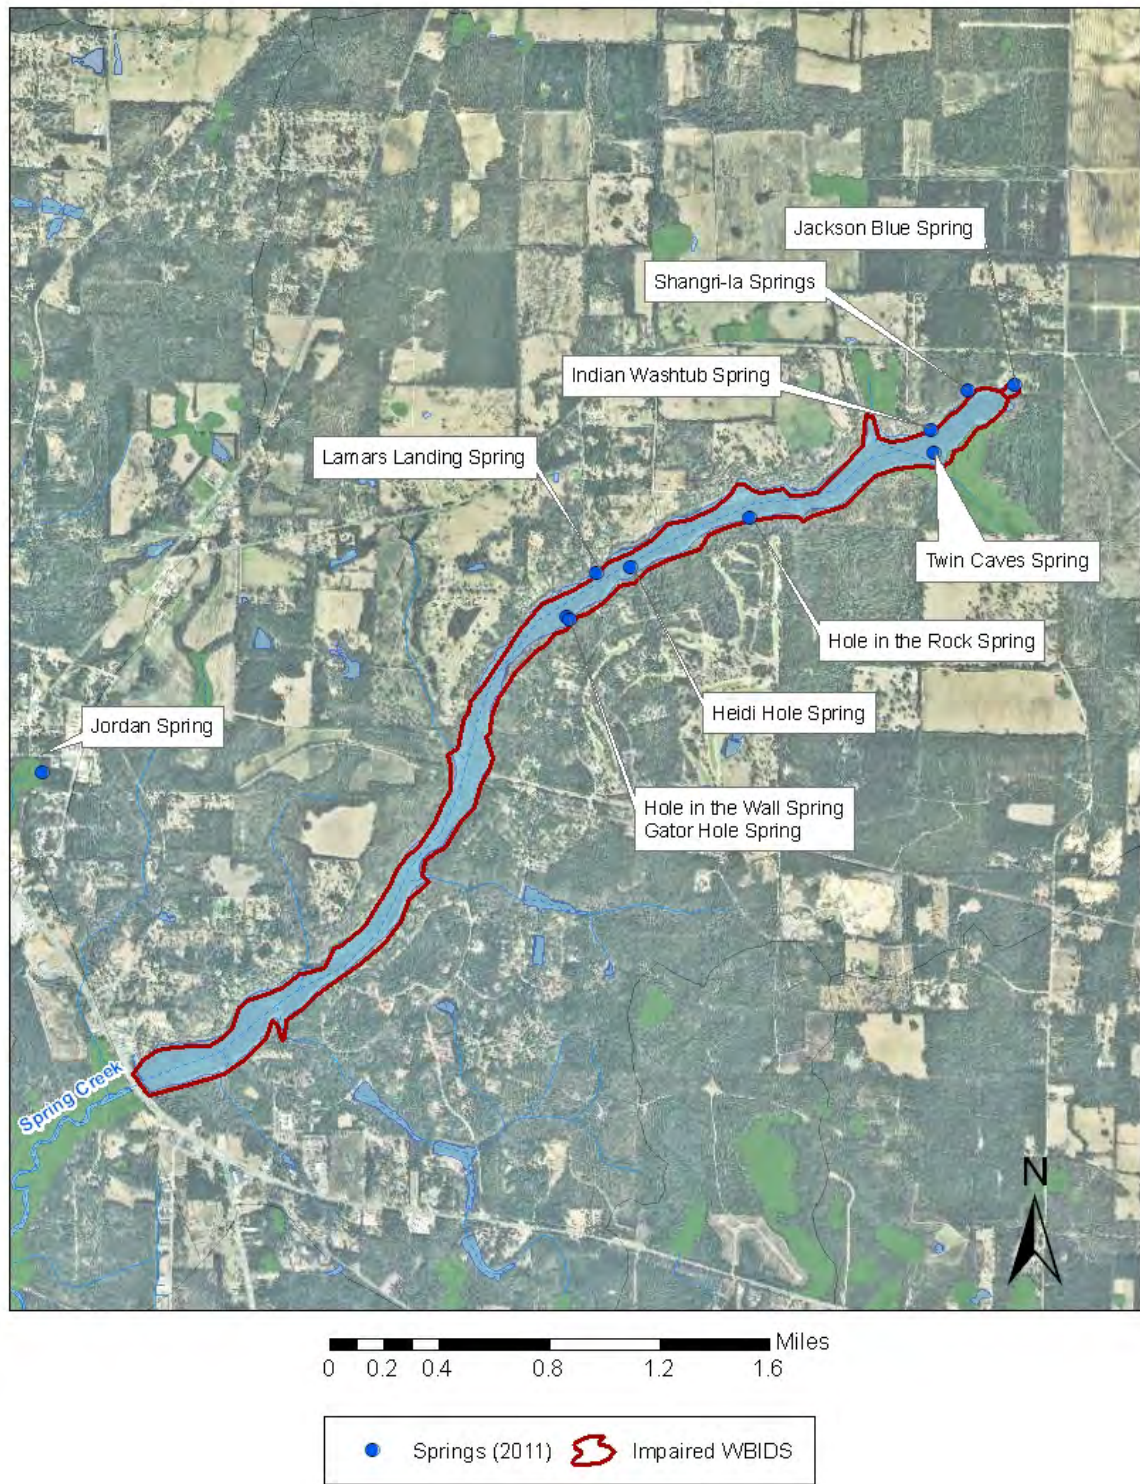 Jackson Blue Spring
Shangri-la Springs
Indian Washtub Spring
Lamars Landing Spring
Twin Caves Spring
Hole in the Rock Spring
Heidi Hole Spring
Jordan Spring
Hole in the Wall Spring
Gator Hole Spring
Spring Creek
N
Miles
0 0.2 0.4 0.8 1.2 1.6
Springs (2011) Impaired WBIDS